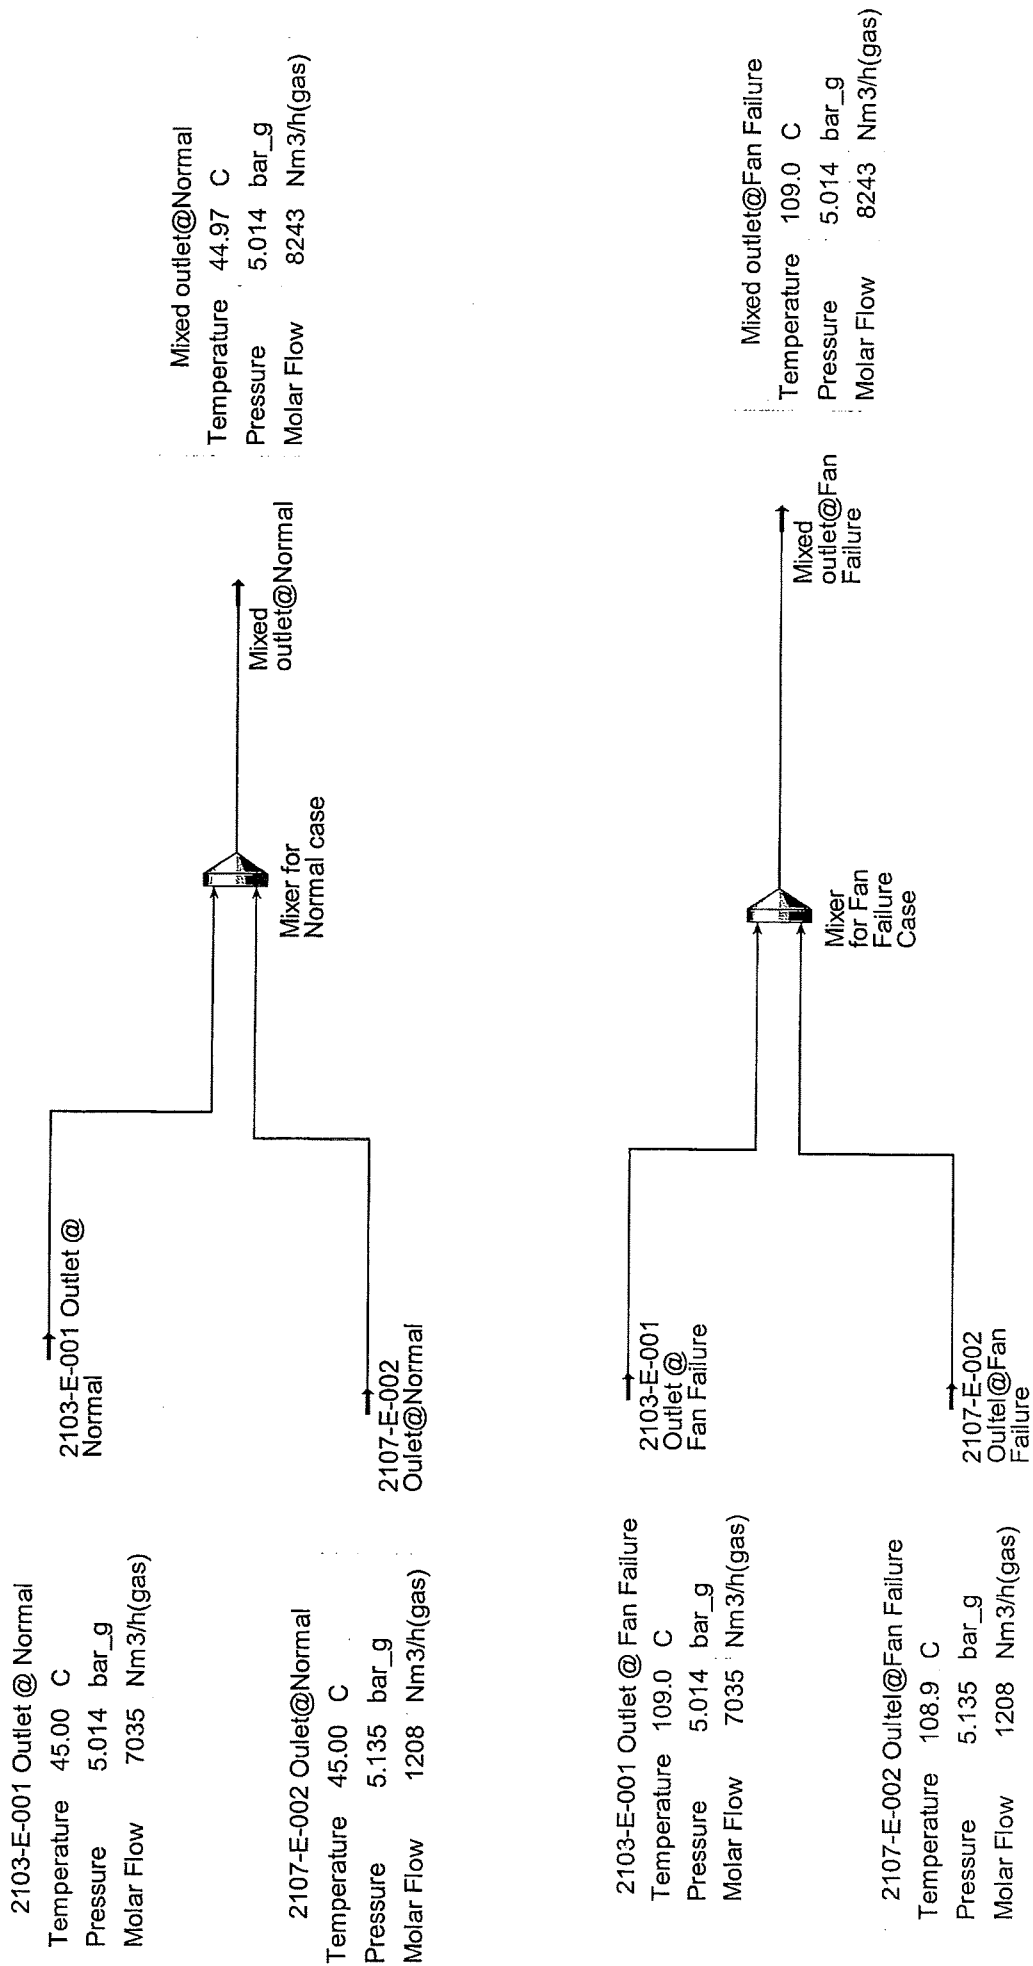 2103-E-001 Outlet @ Normal
Temperature 45.00 C
Pressure 5.014 bar_g
Molar Flow 7035 Nm3/h(gas)
2103-E-001 Outlet @
Normal
2107-E-002 Oulet@Normal
Temperature 45.00 C
Pressure 5.135 bar_g
Molar Flow 1208 Nm3/h(gas)
2107-E-002
Oulet@Normal
Mixer for
Normal case
Mixed
outlet@Normal
Mixed outlet@Normal
Temperature 44.97 C
Pressure 5.014 bar_g
Molar Flow 8243 Nm3/h(gas)
2103-E-001 Outlet @ Fan Failure
Temperature 109.0 C
Pressure 5.014 bar_g
Molar Flow 7035 Nm3/h(gas)
2103-E-001
Outlet @
Fan Failure
2107-E-002 Oultel@Fan Failure
Temperature 108.9 C
Pressure 5.135 bar_g
Molar Flow 1208 Nm3/h(gas)
2107-E-002
Oultel@Fan
Failure
Mixer
for Fan
Failure
Case
Mixed
outlet@Fan
Failure
Mixed outlet@Fan Failure
Temperature 109.0 C
Pressure 5.014 bar_g
Molar Flow 8243 Nm3/h(gas)